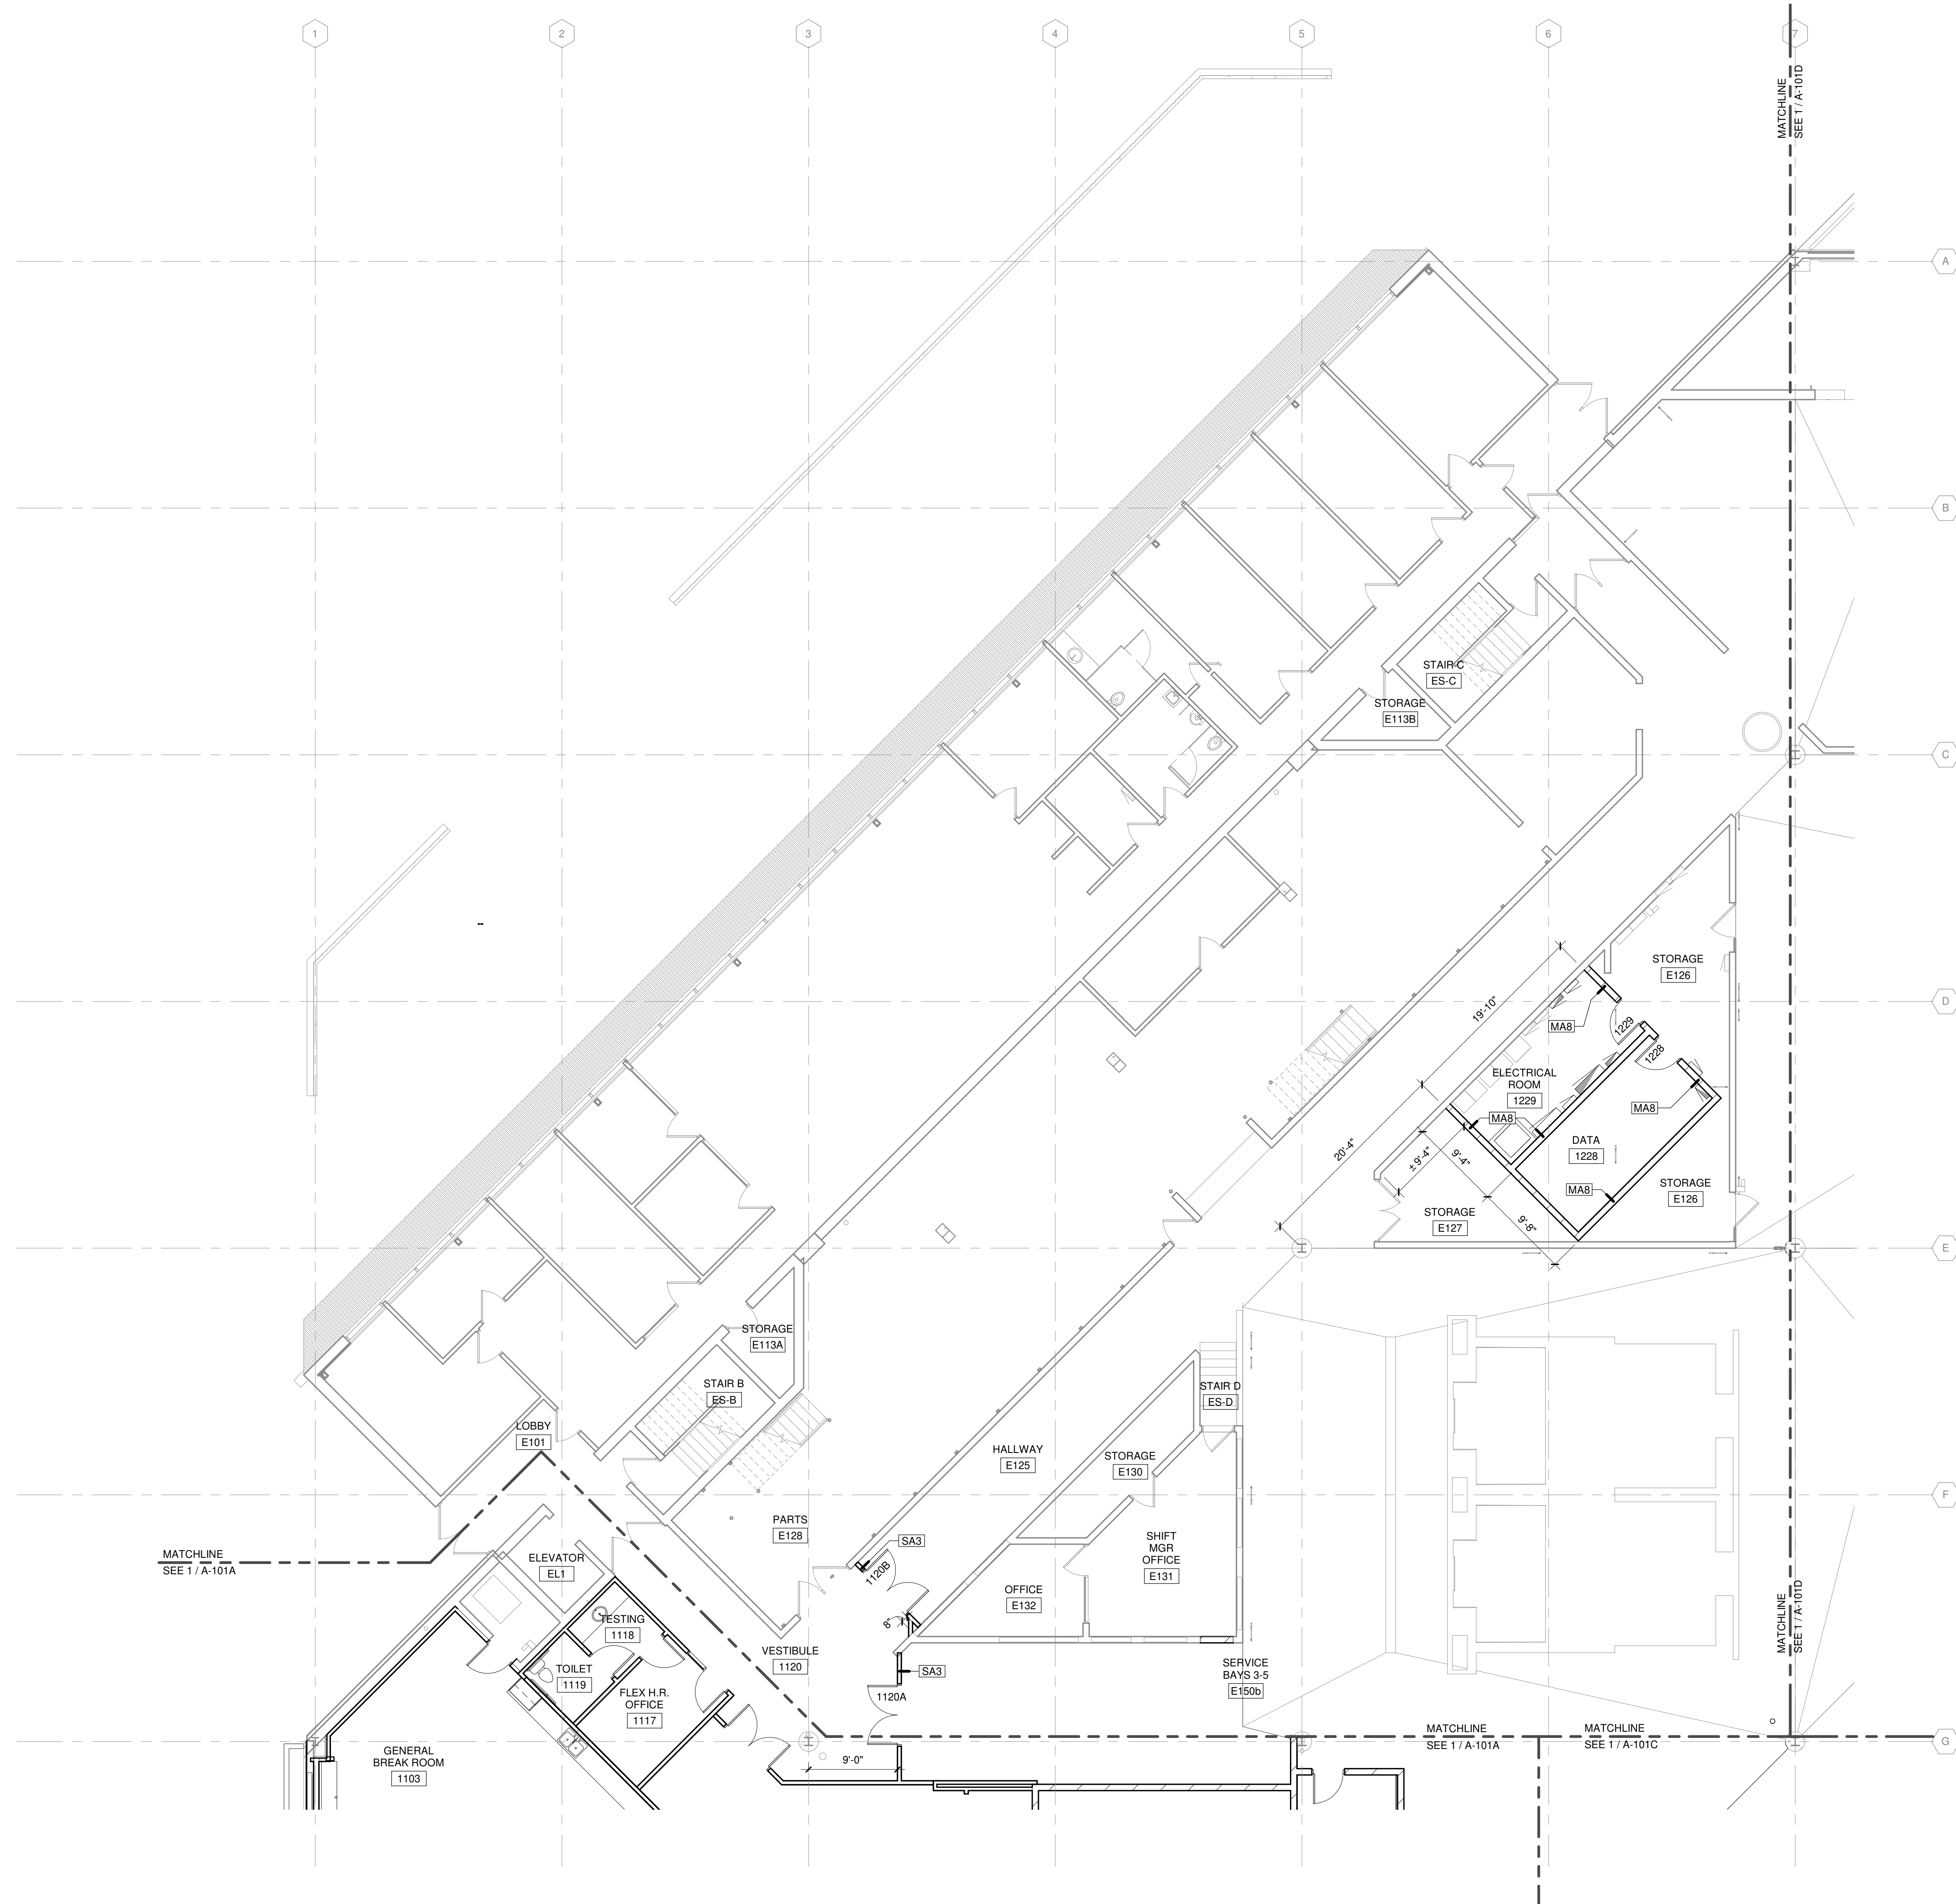 1
2
3
4
5
6
7
MATCHLINE
SEE 1 / A-101D
A
B
C
D
E
F
G
STAIR C
ES-C
STORAGE
E113B
STORAGE
E126
19'-10"
MA8
1229
1228
ELECTRICAL
ROOM
1229
MA8
MA8
20'-4"
± 9'-4"
9'-4"
DATA
1228
MA8
STORAGE
E126
STORAGE
E127
9'-8"
STORAGE
E113A
STAIR B
ES-B
STAIR D
ES-D
LOBBY
E101
HALLWAY
E125
STORAGE
E130
PARTS
E128
SA3
1120B
SHIFT
MGR
OFFICE
E131
MATCHLINE
SEE 1 / A-101A
ELEVATOR
EL1
OFFICE
E132
8"
TESTING
1118
VESTIBULE
1120
TOILET
1119
SA3
1120A
FLEX H.R.
OFFICE
1117
SERVICE
BAYS 3-5
E150b
MATCHLINE
SEE 1 / A-101D
GENERAL
BREAK ROOM
1103
9'-0"
MATCHLINE
SEE 1 / A-101A
MATCHLINE
SEE 1 / A-101C